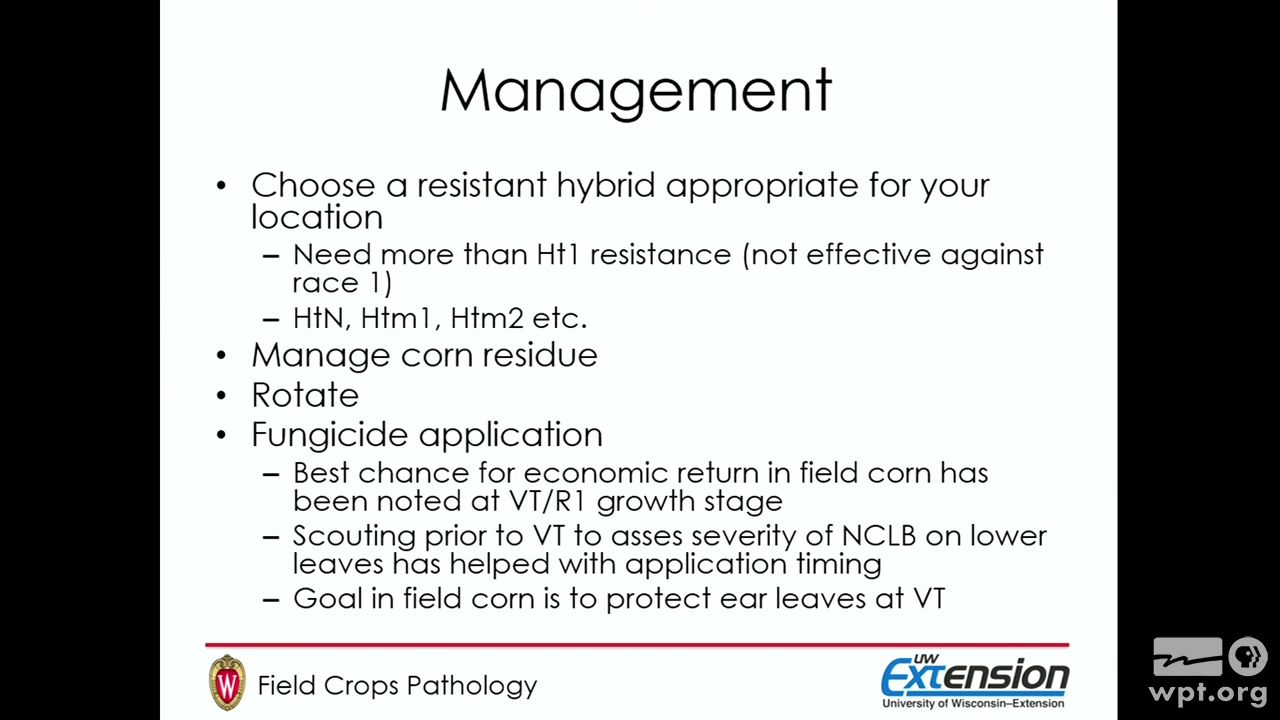 Management
• Choose a resistant hybrid appropriate for your
location
– Need more than Ht1 resistance (not effective against
race 1)
– HtN, Htm1, Htm2 etc.
• Manage corn residue
• Rotate
• Fungicide application
– Best chance for economic return in field corn has
been noted at VT/R1 growth stage
– Scouting prior to VT to asses severity of NCLB on lower
leaves has helped with application timing
– Goal in field corn is to protect ear leaves at VT
W
Field Crops Pathology
UW
Extension
University of Wisconsin–Extension
wpt.org